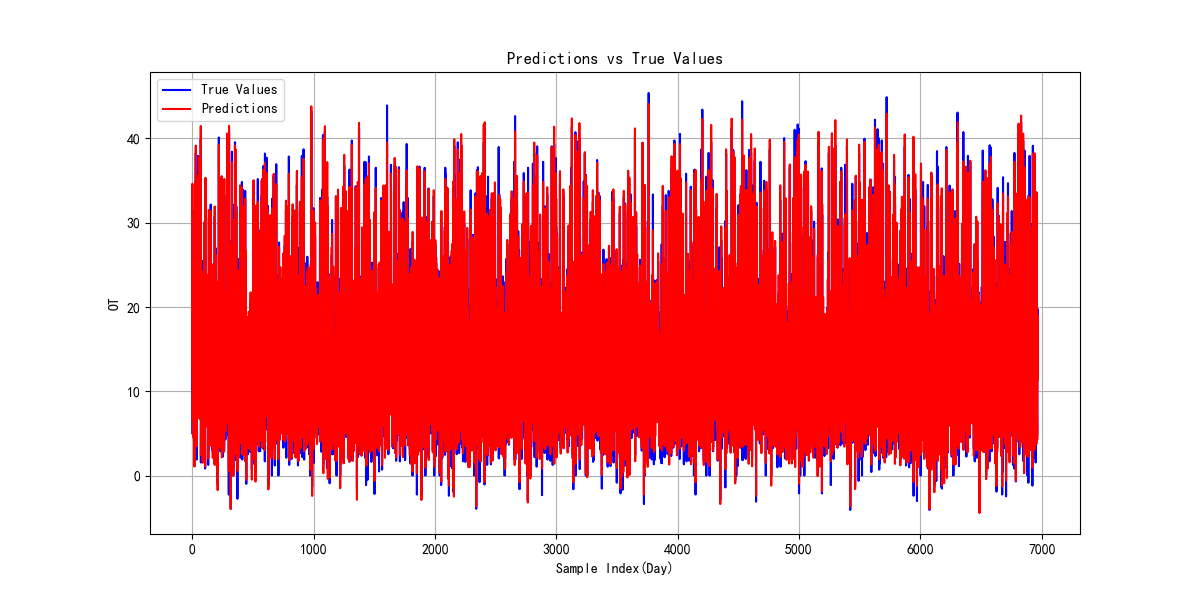 Predictions vs True Values
True Values
Predictions
OT
40
30
20
10
0
0 1000 2000 3000 4000 5000 6000 7000
Sample Index(Day)